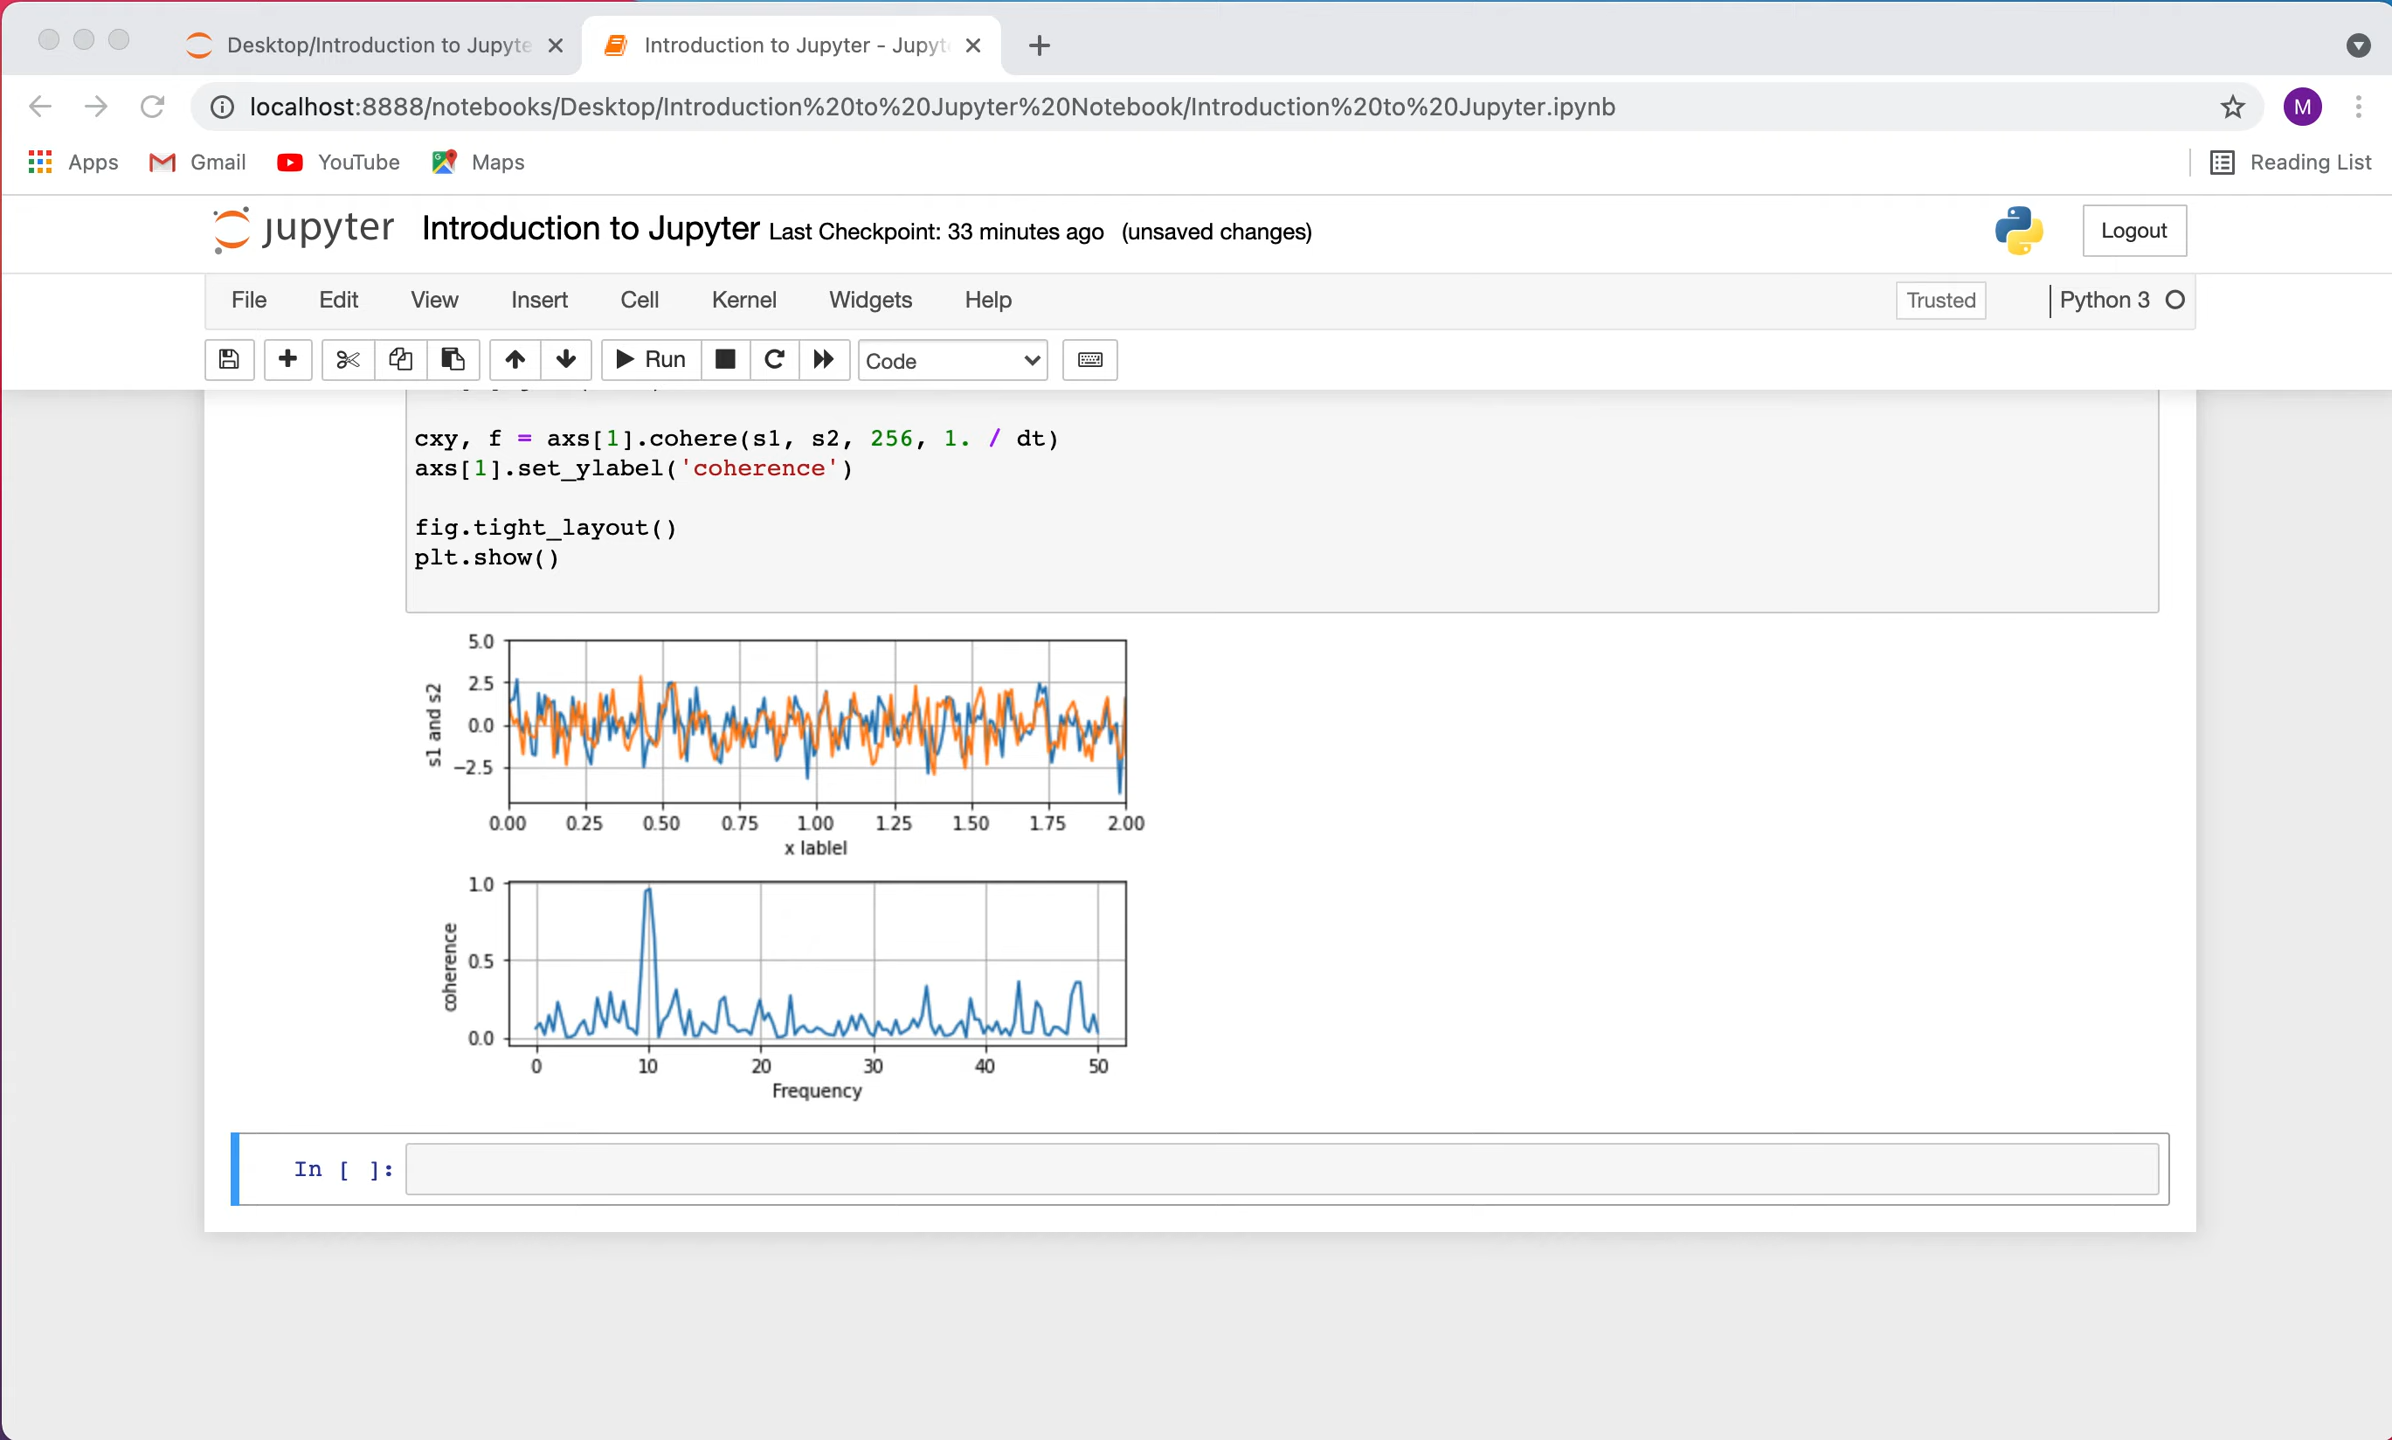 Desktop/Introduction to Jupyte
Introduction to Jupyter - Jupyt
localhost:8888/notebooks/Desktop/Introduction%20to%20Jupyter%20Notebook/Introduction%20to%20Jupyter.ipynb
M
Apps Gmail YouTube Maps Reading List
jupyter Introduction to Jupyter Last Checkpoint: 33 minutes ago (unsaved changes) Logout
File Edit View Insert Cell Kernel Widgets Help Trusted Python 3
Run Code
cxy, f = axs[1].cohere(s1, s2, 256, 1. / dt)
axs[1].set_ylabel('coherence')
fig.tight_layout()
plt.show()
5.0
2.5
0.0
−2.5
s1 and s2
0.00 0.25 0.50 0.75 1.00 1.25 1.50 1.75 2.00
x lablel
1.0
0.5
0.0
coherence
0 10 20 30 40 50
Frequency
In [ ]: